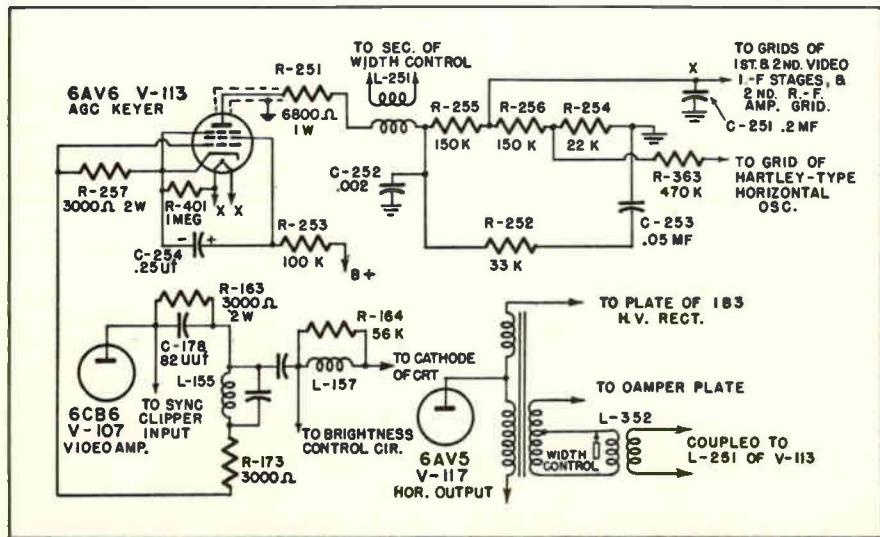 6AV6 V-113
AGC KEYER
R-251
6800Ω
1 W
TO SEC. OF
WIDTH CONTROL
L-251
R-255
150 K
R-256
150 K
R-254
22 K
X
TO GRIDS OF
1ST. & 2ND. VIDEO
I.-F STAGES, &
2ND. R.-F.
AMP. GRID.
C-251 .2 MF
R-257
3000Ω 2W
R-401
1 MEG
X X
C-252
.002
R-363
470 K
TO GRID OF
HARTLEY-TYPE
HORIZONTAL
OSC.
C-254
.25UF
- +
R-253
100 K
B+
R-252
33 K
C-253
.05 MF
R-163
3000Ω
2 W
C-178
82 UUF
L-155
R-164
56 K
L-157
TO CATHODE
OF CRT
TO PLATE OF 1B3
H.V. RECT.
6CB6
V-107
VIDEO AMP.
TO SYNC
CLIPPER
INPUT
R-173
3000Ω
TO BRIGHTNESS
CONTROL CIR.
6AV5
V-117
HOR. OUTPUT
TO DAMPER PLATE
L-352
WIDTH
CONTROL
COUPLED TO
L-251 OF V-113